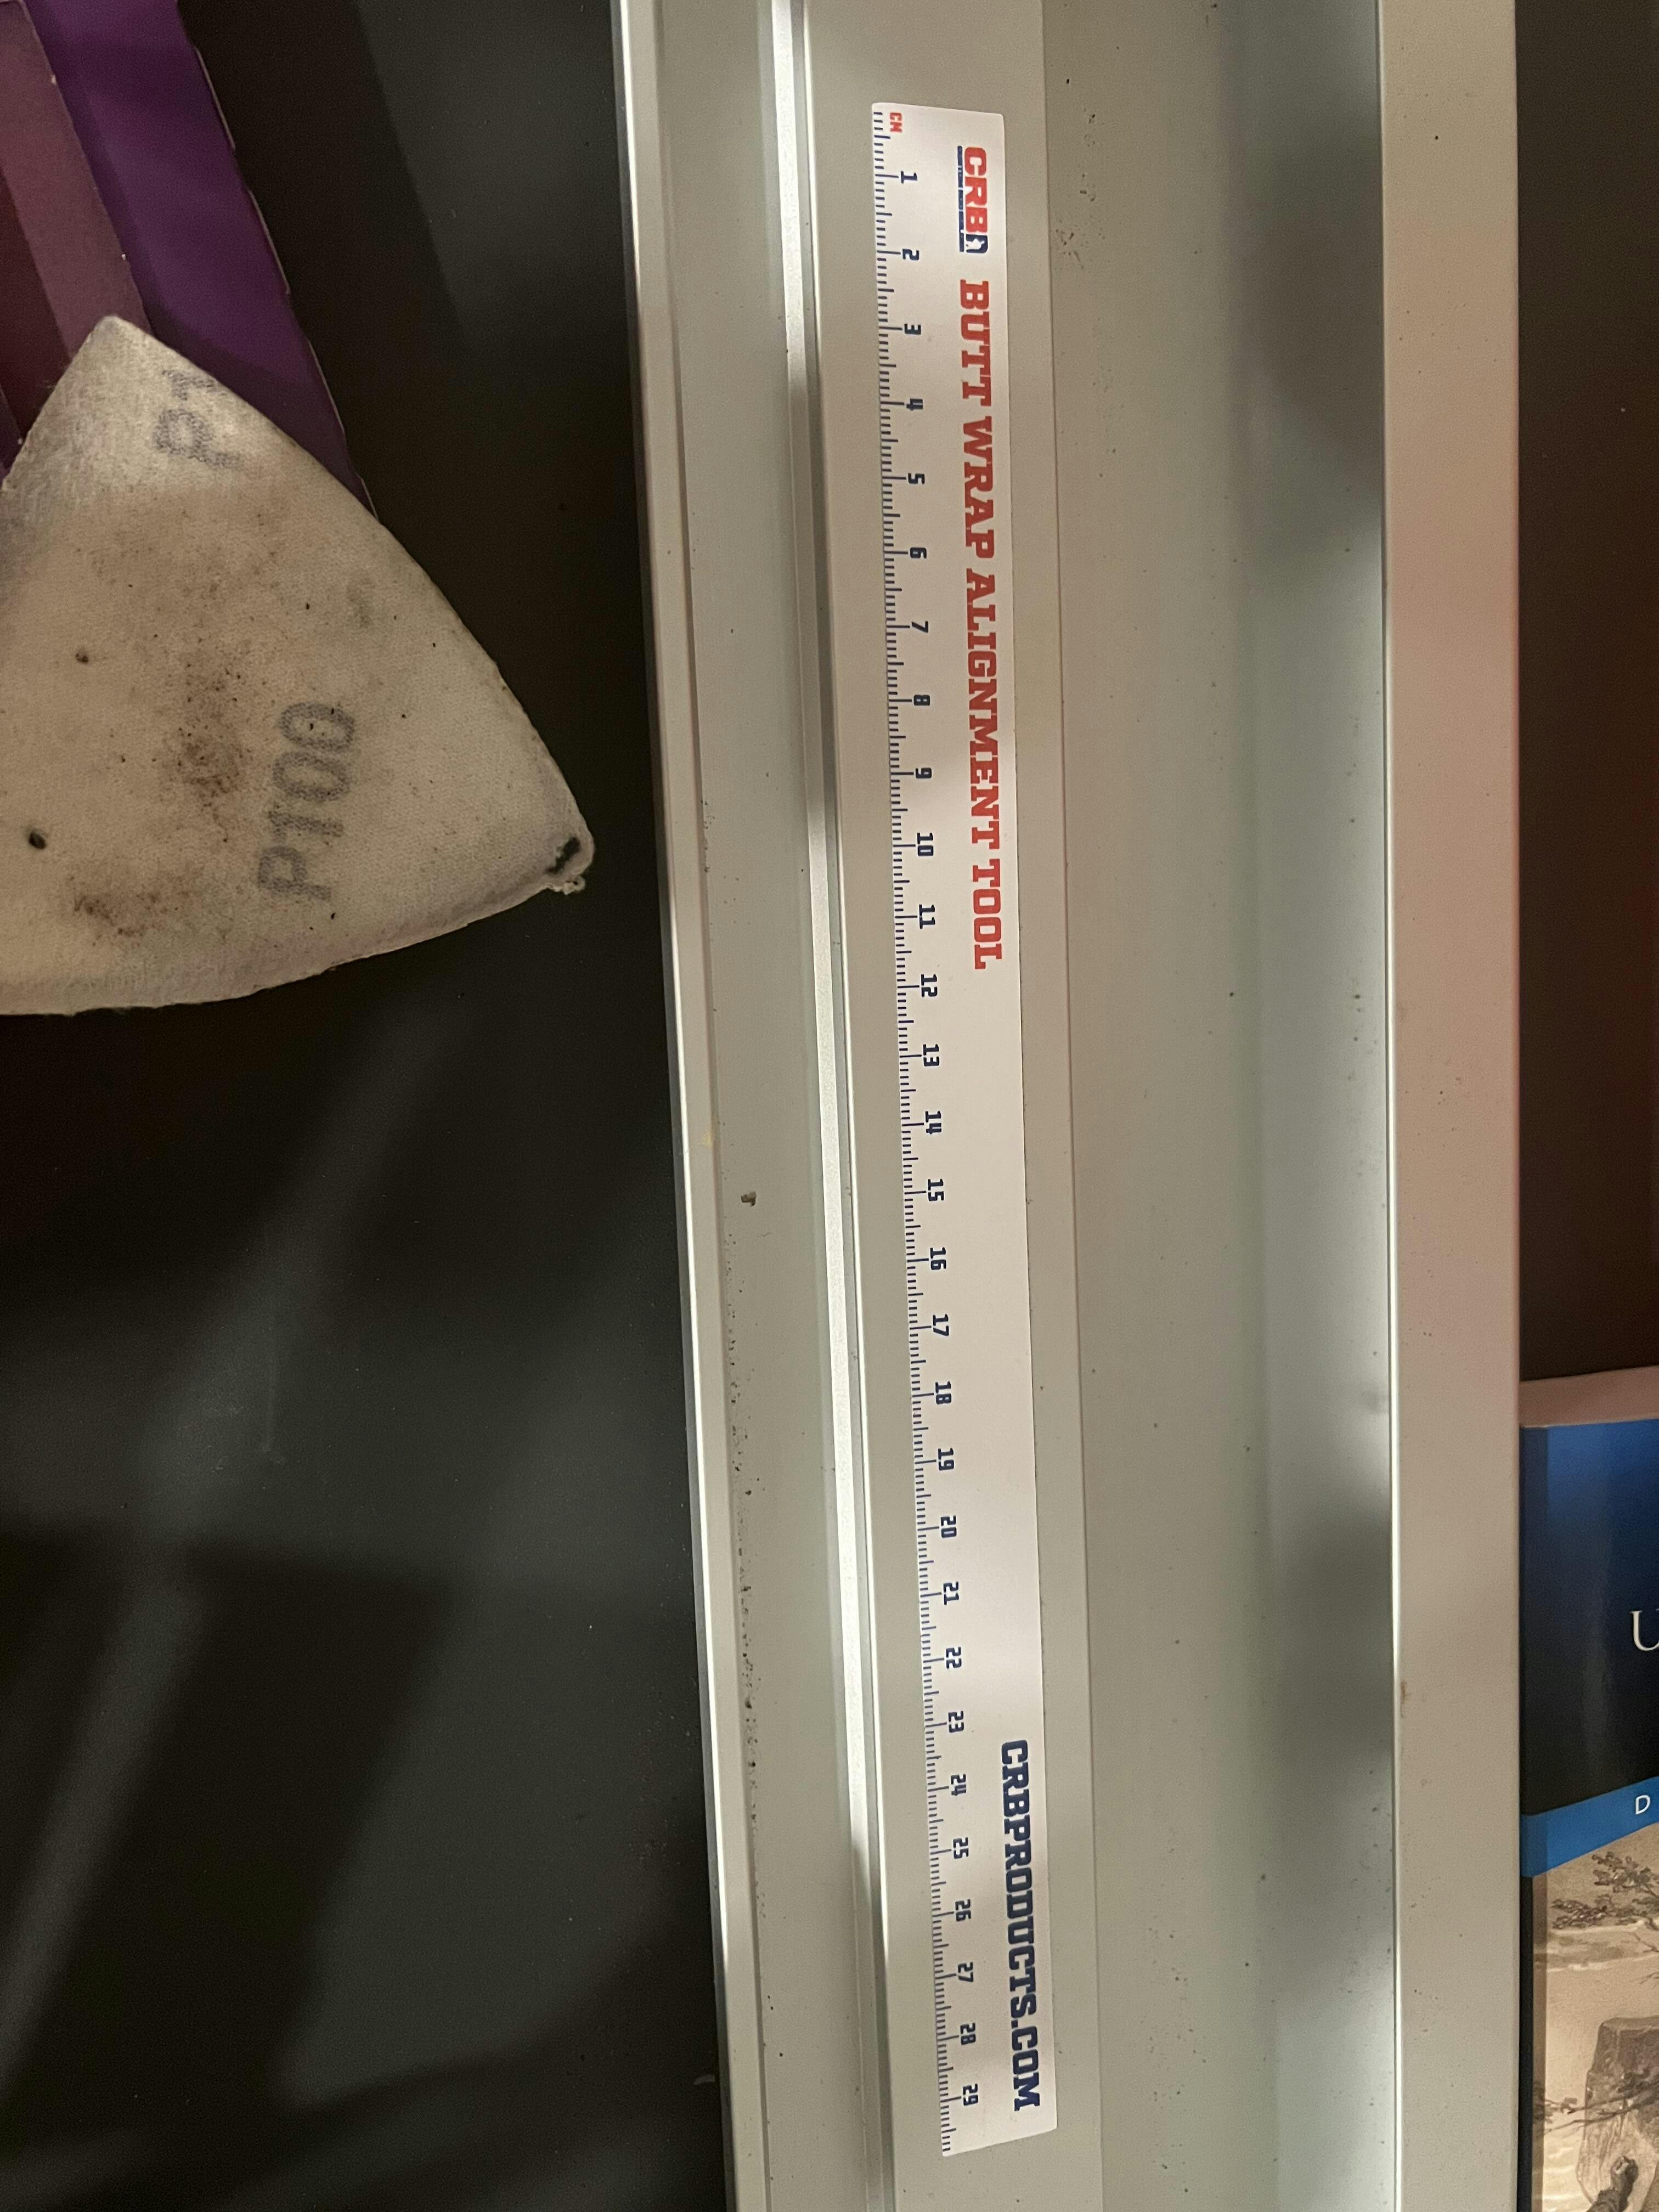 CRB
BUTT WRAP ALIGNMENT TOOL
CRBPRODUCTS.COM
CM
1 2 3 4 5 6 7 8 9 10 11 12 13 14 15 16 17 18 19 20 21 22 23 24 25 26 27 28 29
P1
P100
U
D